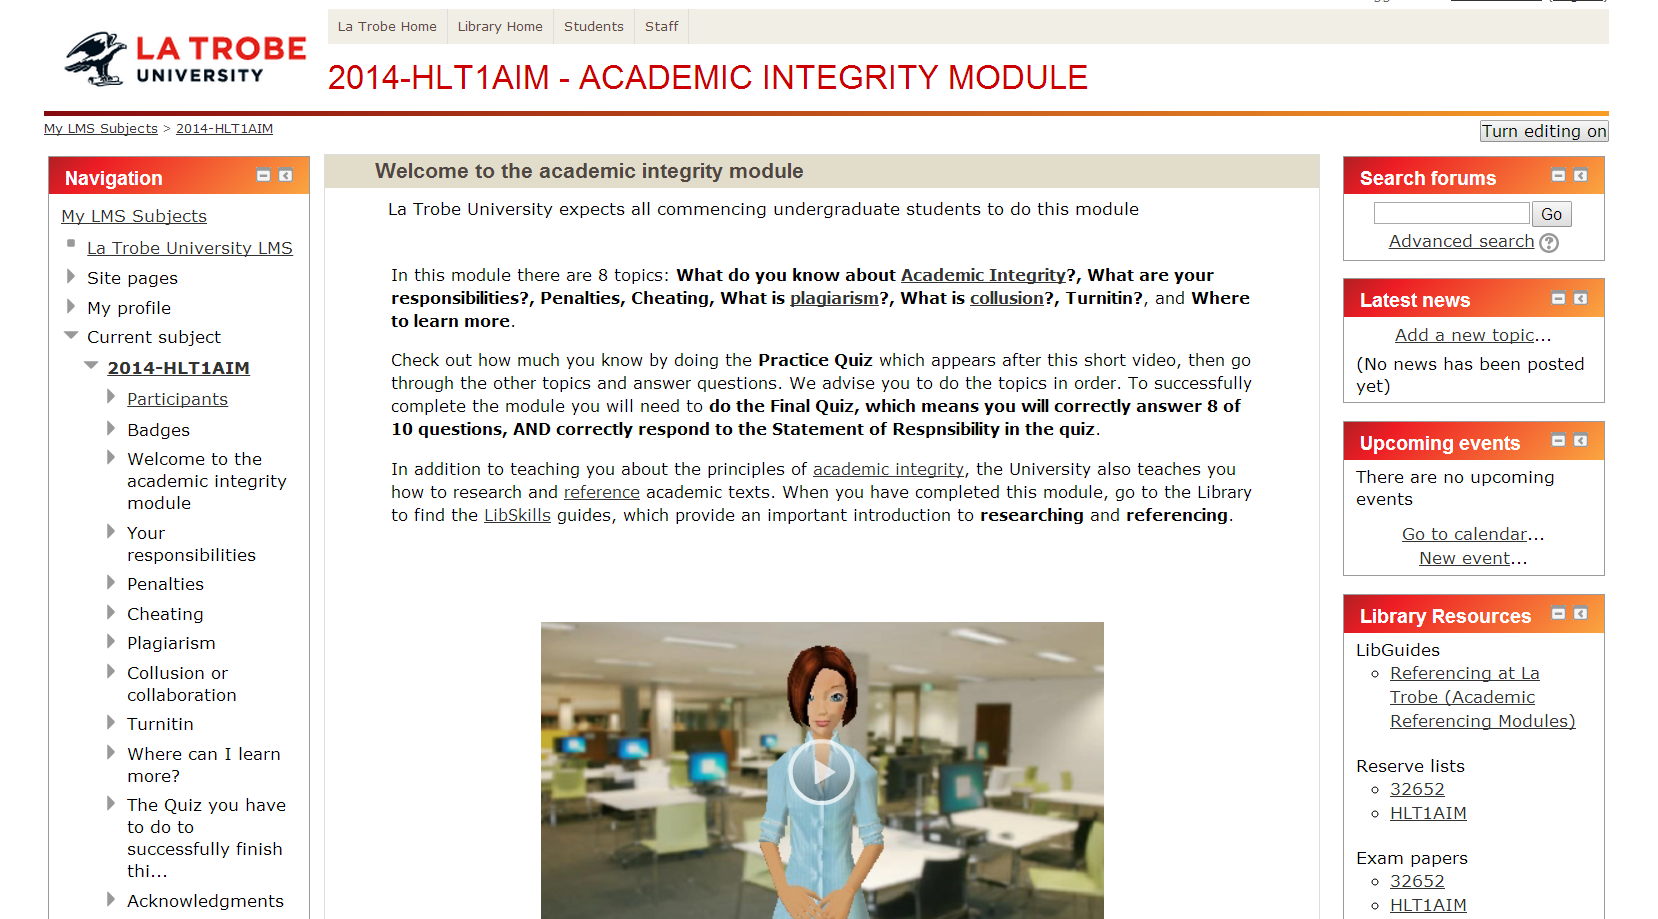 La Trobe Home
Library Home
Students
Staff
LA TROBE
UNIVERSITY
2014-HLT1AIM - ACADEMIC INTEGRITY MODULE
My LMS Subjects > 2014-HLT1AIM
Turn editing on
Navigation
My LMS Subjects
La Trobe University LMS
Site pages
My profile
Current subject
2014-HLT1AIM
Participants
Badges
Welcome to the
academic integrity
module
Your
responsibilities
Penalties
Cheating
Plagiarism
Collusion or
collaboration
Turnitin
Where can I learn
more?
The Quiz you have
to do to
successfully finish
thi...
Acknowledgments
Welcome to the academic integrity module
La Trobe University expects all commencing undergraduate students to do this module
In this module there are 8 topics: What do you know about Academic Integrity?, What are your
responsibilities?, Penalties, Cheating, What is plagiarism?, What is collusion?, Turnitin?, and Where
to learn more.
Check out how much you know by doing the Practice Quiz which appears after this short video, then go
through the other topics and answer questions. We advise you to do the topics in order. To successfully
complete the module you will need to do the Final Quiz, which means you will correctly answer 8 of
10 questions, AND correctly respond to the Statement of Respnsibility in the quiz.
In addition to teaching you about the principles of academic integrity, the University also teaches you
how to research and reference academic texts. When you have completed this module, go to the Library
to find the LibSkills guides, which provide an important introduction to researching and referencing.
Search forums
Go
Advanced search ?
Latest news
Add a new topic...
(No news has been posted
yet)
Upcoming events
There are no upcoming
events
Go to calendar...
New event...
Library Resources
LibGuides
Referencing at La
Trobe (Academic
Referencing Modules)
Reserve lists
32652
HLT1AIM
Exam papers
32652
HLT1AIM